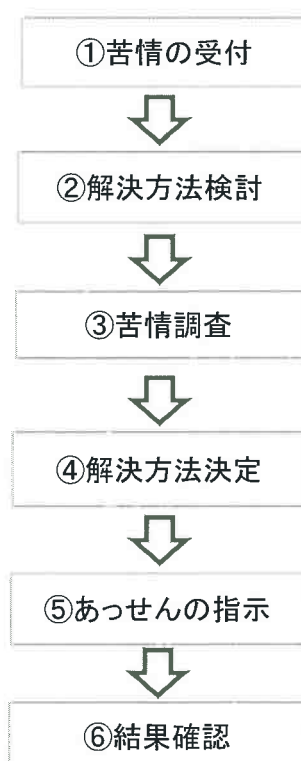 ①苦情の受付
②解決方法検討
③苦情調査
④解決方法決定
⑤あっせんの指示
⑥結果確認